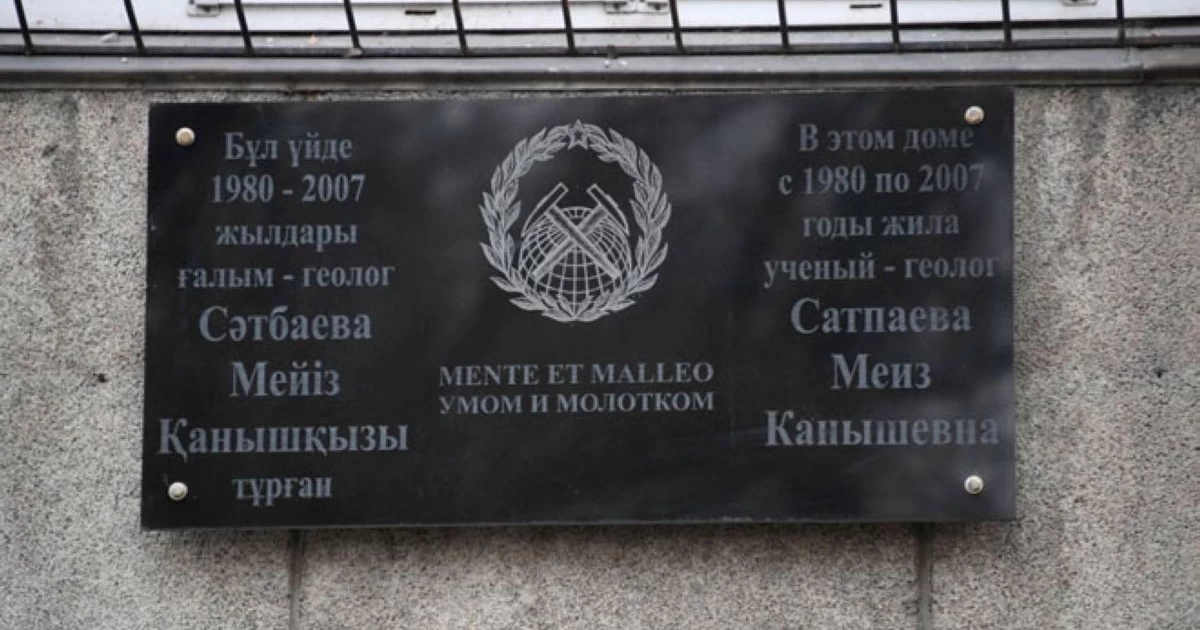 Бұл үйде
1980 - 2007
жылдары
ғалым - геолог
Сәтбаева
Мейіз
Қанышқызы
тұрған
MENTE ET MALLEO
УМОМ И МОЛОТКОМ
В этом доме
с 1980 по 2007
годы жила
ученый - геолог
Сатпаева
Меиз
Канышевна